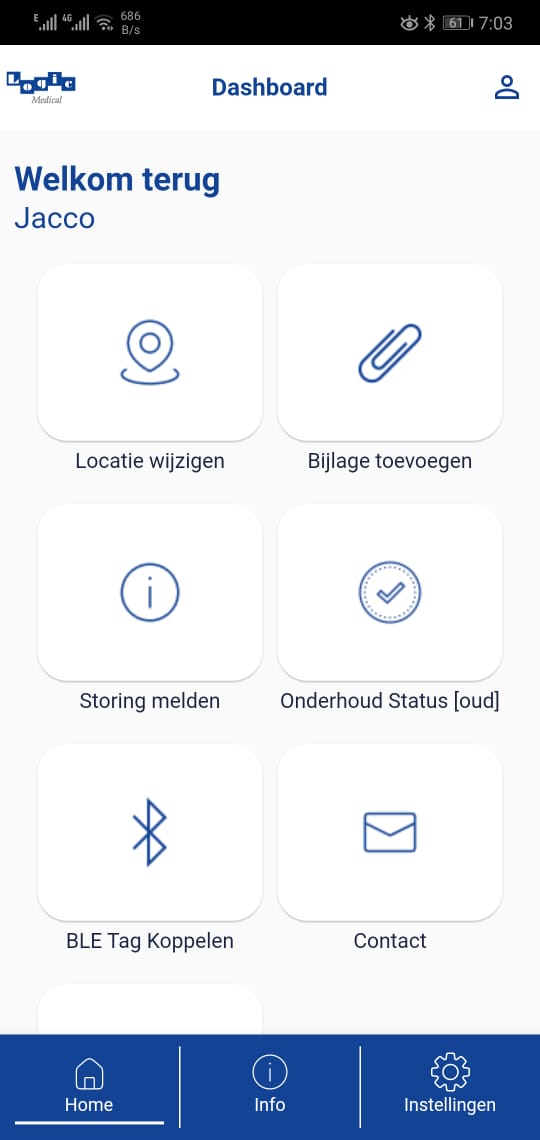 E 4G 686 B/s 61 7:03
Logic
Medical
Dashboard
Welkom terug
Jacco
Locatie wijzigen
Bijlage toevoegen
Storing melden
Onderhoud Status [oud]
BLE Tag Koppelen
Contact
Home
Info
Instellingen